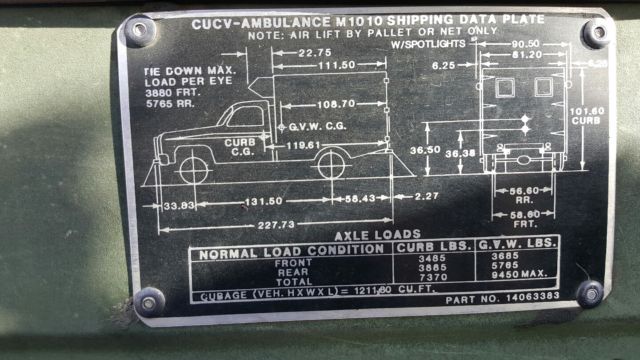 CUCV-AMBULANCE M1010 SHIPPING DATA PLATE
NOTE: AIR LIFT BY PALLET OR NET ONLY
W/SPOTLIGHTS
90.50
22.75
81.20
111.50
6.25
6.25
TIE DOWN MAX.
LOAD PER EYE
3880 FRT.
5765 RR.
108.70
G.V.W. C.G.
CURB
C.G.
119.61
101.60
CURB
36.50
36.38
33.83
131.50
58.43
2.27
56.60
RR.
58.60
FRT.
227.73
AXLE LOADS
NORMAL LOAD CONDITION CURB LBS. G.V.W. LBS.
FRONT 3485 3685
REAR 3885 5765
TOTAL 7370 9450 MAX.
CUBAGE (VEH. HXWXL) = 1211.80 CU.FT.
PART NO. 14063383